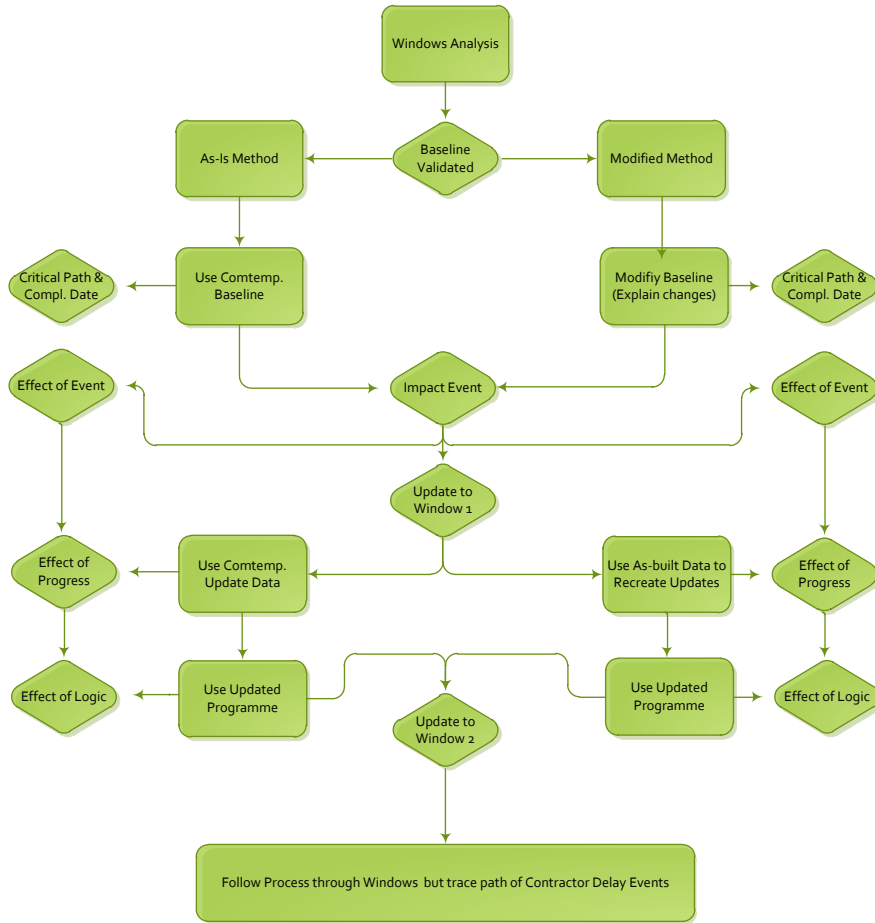 Windows Analysis
As-Is Method
Baseline
Validated
Modified Method
Critical Path &
Compl. Date
Use Comtemp.
Baseline
Modifiy Baseline
(Explain changes)
Critical Path &
Compl. Date
Effect of Event
Impact Event
Effect of Event
Update to
Window 1
Effect of
Progress
Use Comtemp.
Update Data
Use As-built Data to
Recreate Updates
Effect of
Progress
Effect of Logic
Use Updated
Programme
Update to
Window 2
Use Updated
Programme
Effect of Logic
Follow Process through Windows but trace path of Contractor Delay Events